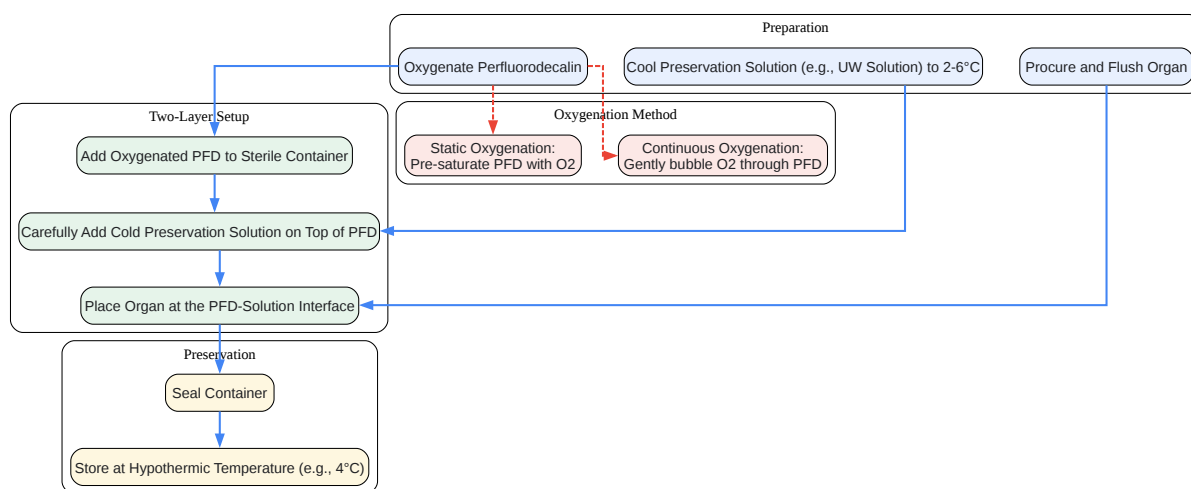 Preparation
Oxygenate Perfluorodecalin
Cool Preservation Solution (e.g., UW Solution) to 2-6°C
Procure and Flush Organ
Two-Layer Setup
Oxygenation Method
Add Oxygenated PFD to Sterile Container
Static Oxygenation:
Pre-saturate PFD with O2
Continuous Oxygenation:
Gently bubble O2 through PFD
Carefully Add Cold Preservation Solution on Top of PFD
Place Organ at the PFD-Solution Interface
Preservation
Seal Container
Store at Hypothermic Temperature (e.g., 4°C)